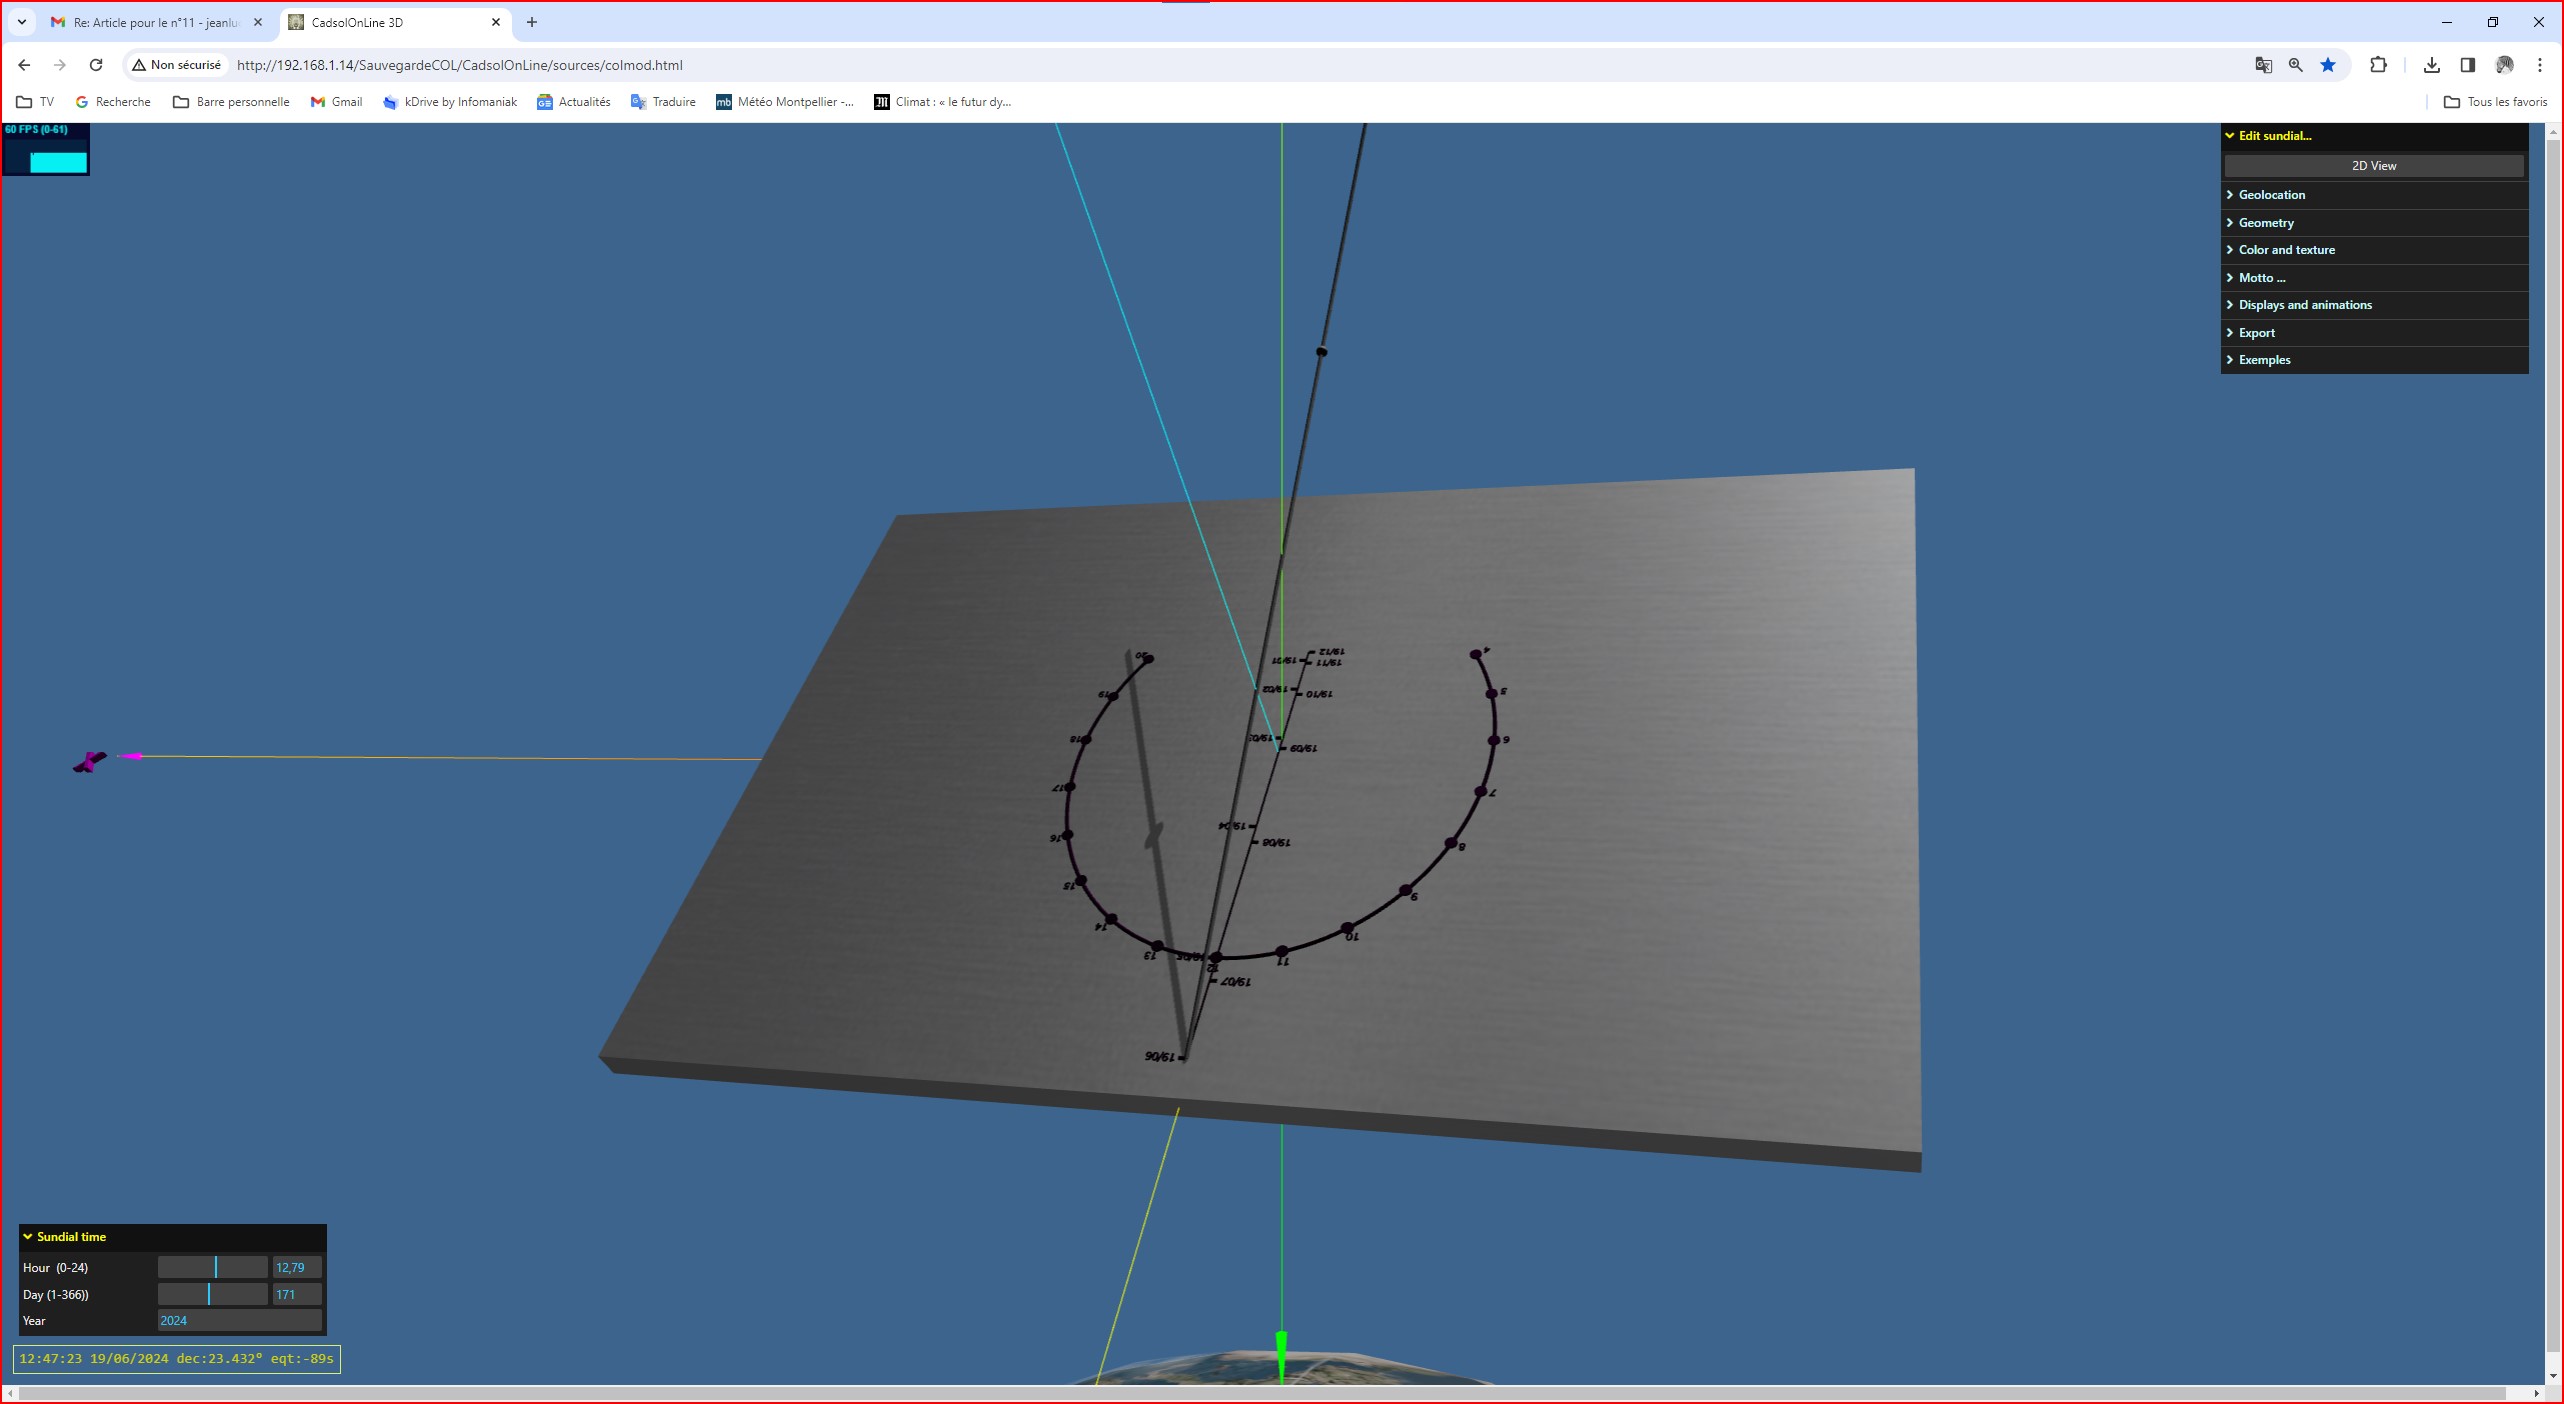 Re: Article pour le n°11 - jeanlu
CadsolOnLine 3D
Non sécurisé
http://192.168.1.14/SauvegardeCOL/CadsolOnLine/sources/colmod.html
TV
Recherche
Barre personnelle
Gmail
kDrive by Infomaniak
Actualités
Traduire
mb
Météo Montpellier -...
Climat : « le futur dy...
Tous les favoris
60 FPS (0-61)
Edit sundial...
2D View
Geolocation
Geometry
Color and texture
Motto ...
Displays and animations
Export
Exemples
20
19/12
4
19/01
19/11
19
19/02
19/10
5
18
19/03
19/09
6
17
7
16
19/04
19/08
8
15
9
14
10
13
19/05
12
11
19/07
19/06
Sundial time
Hour (0-24)
12,79
Day (1-366))
171
Year
2024
12:47:23 19/06/2024 dec:23.432° eqt:-89s